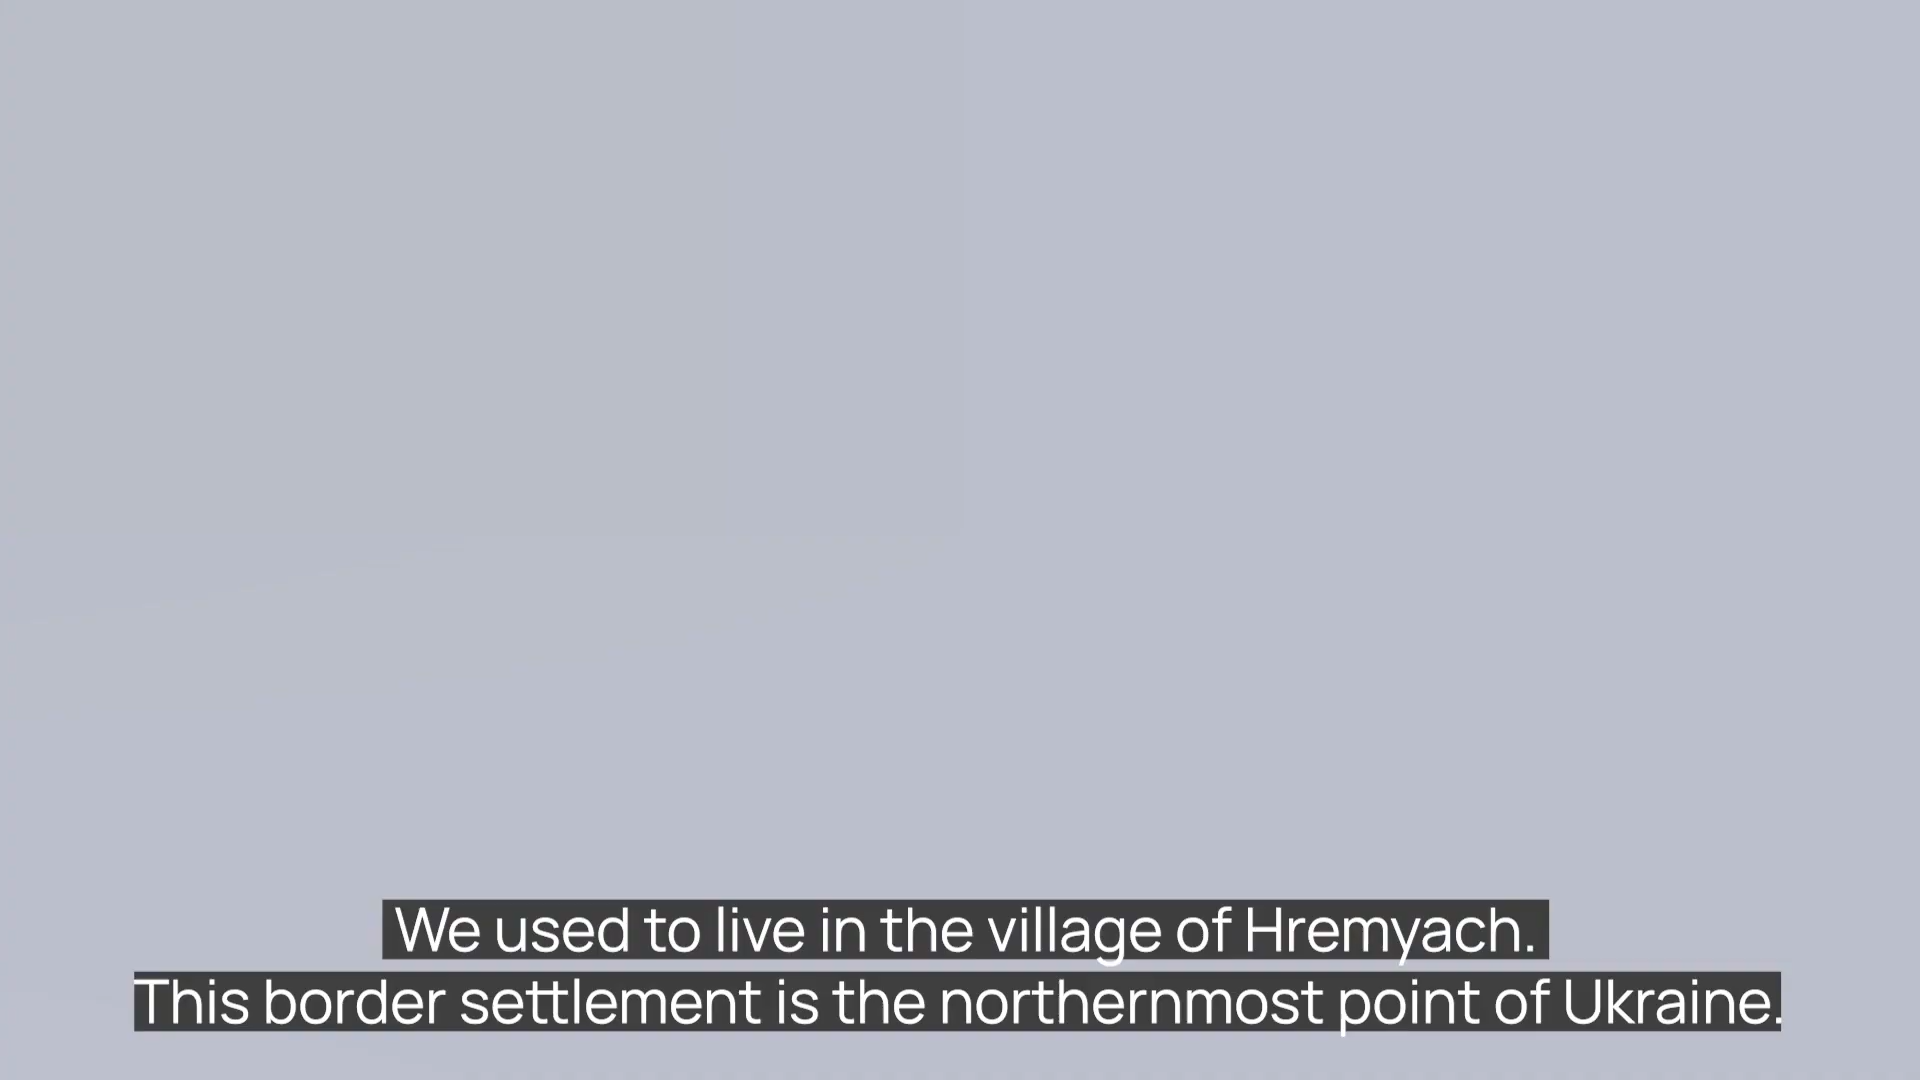 We used to live in the village of Hremyach.
This border settlement is the northernmost point of Ukraine.